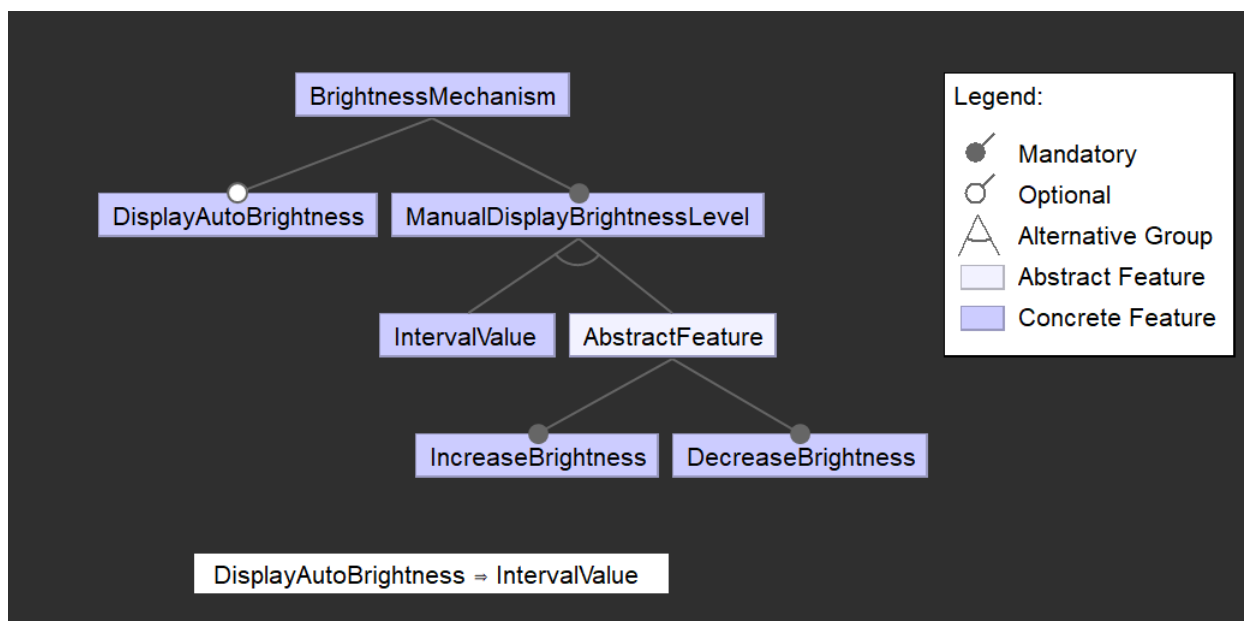 BrightnessMechanism
DisplayAutoBrightness
ManualDisplayBrightnessLevel
IntervalValue
AbstractFeature
IncreaseBrightness
DecreaseBrightness
DisplayAutoBrightness ⇒ IntervalValue
Legend:
Mandatory
Optional
Alternative Group
Abstract Feature
Concrete Feature